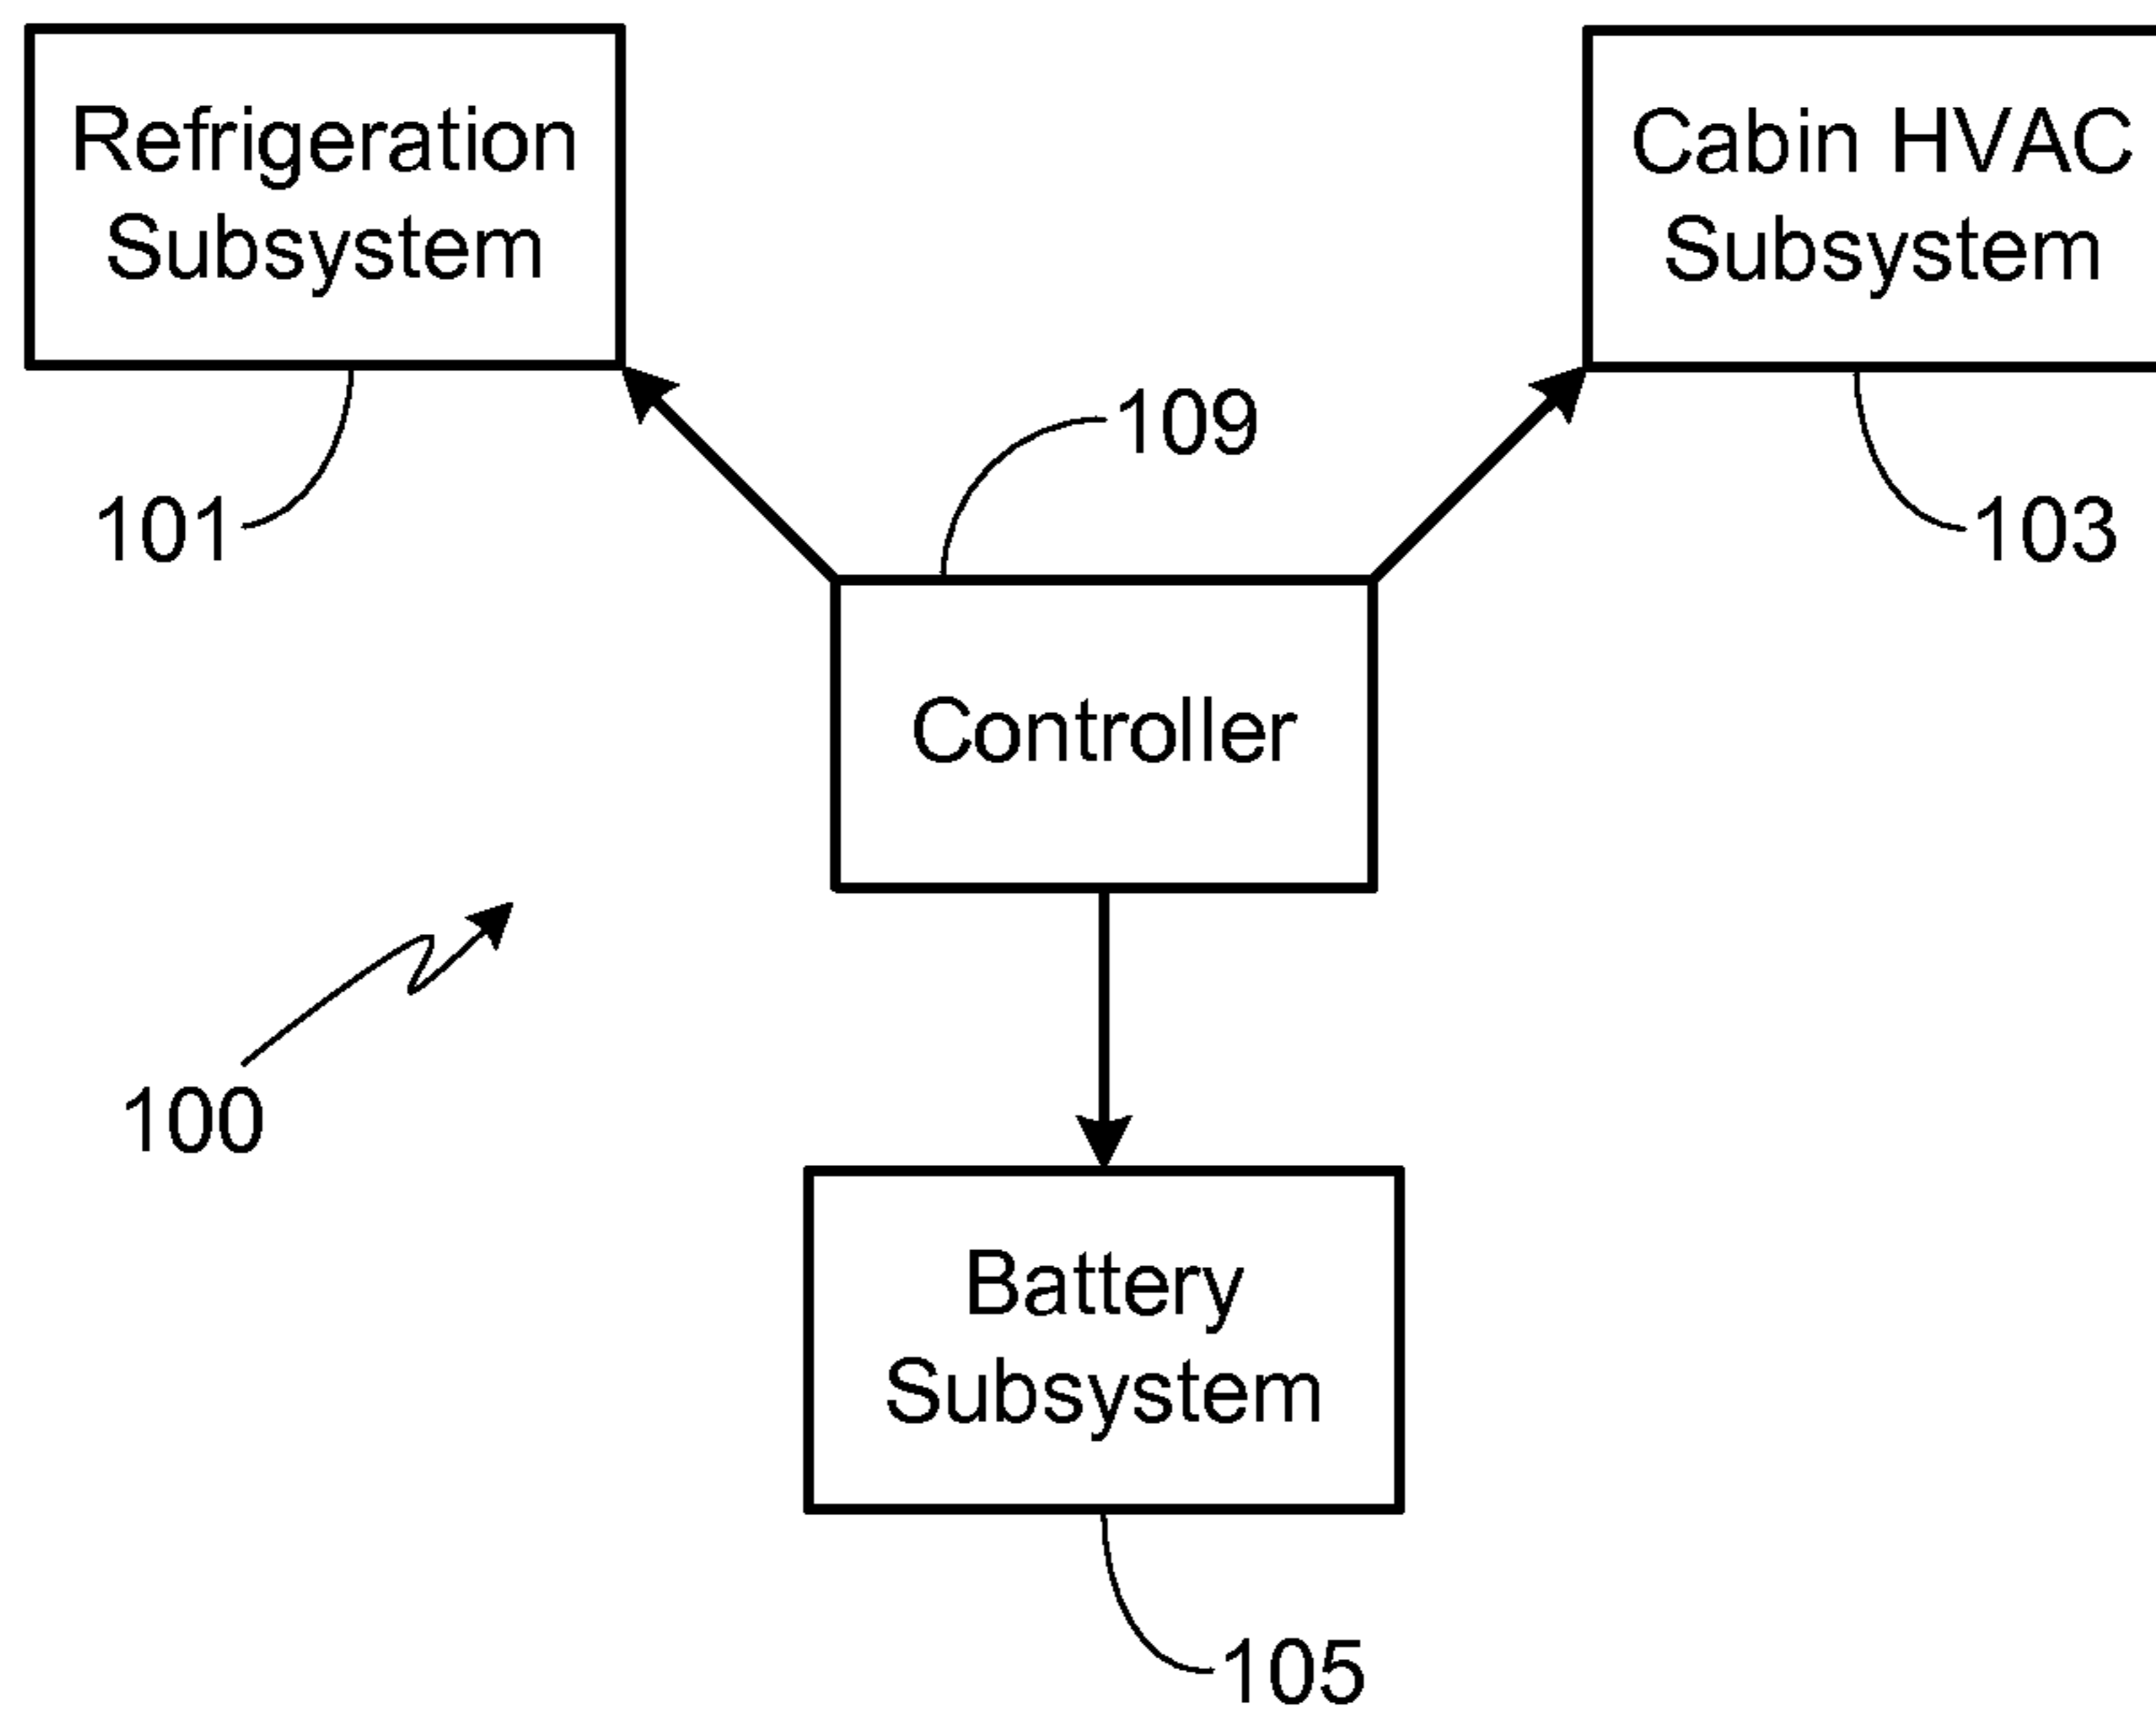 Refrigeration
Subsystem
Cabin HVAC
Subsystem
109
101
103
Controller
100
Battery
Subsystem
105